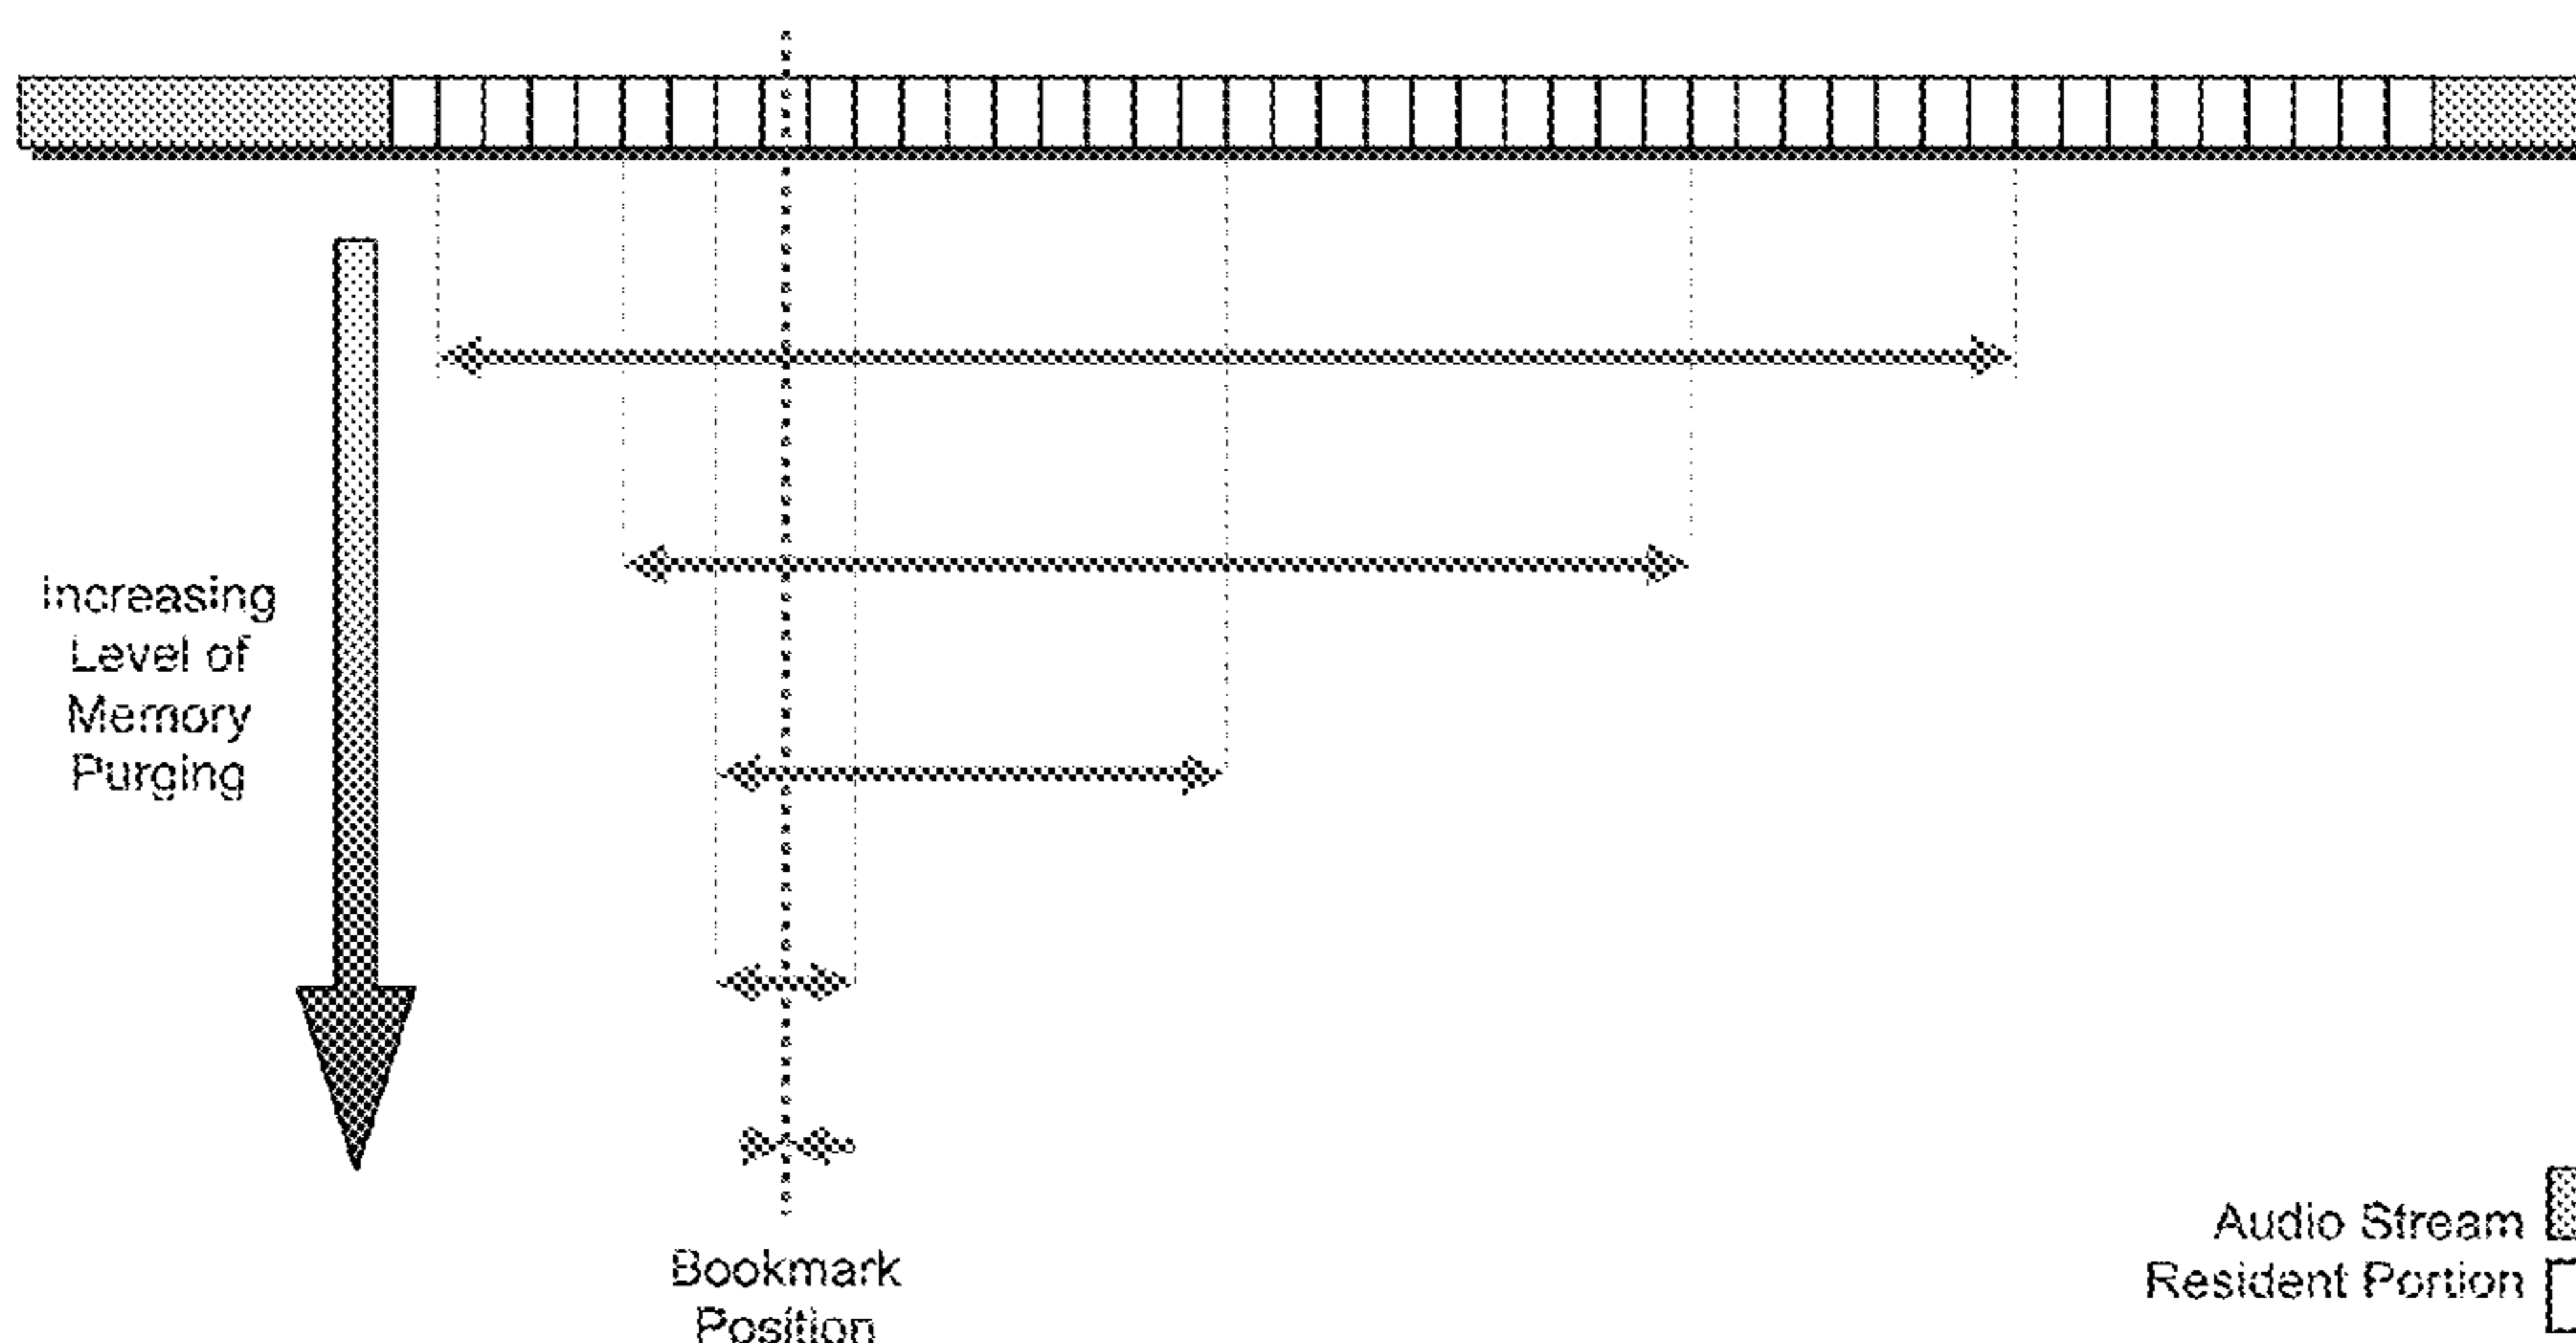 Increasing
Level of
Memory
Purging
Bookmark
Position
Audio Stream
Resident Portion